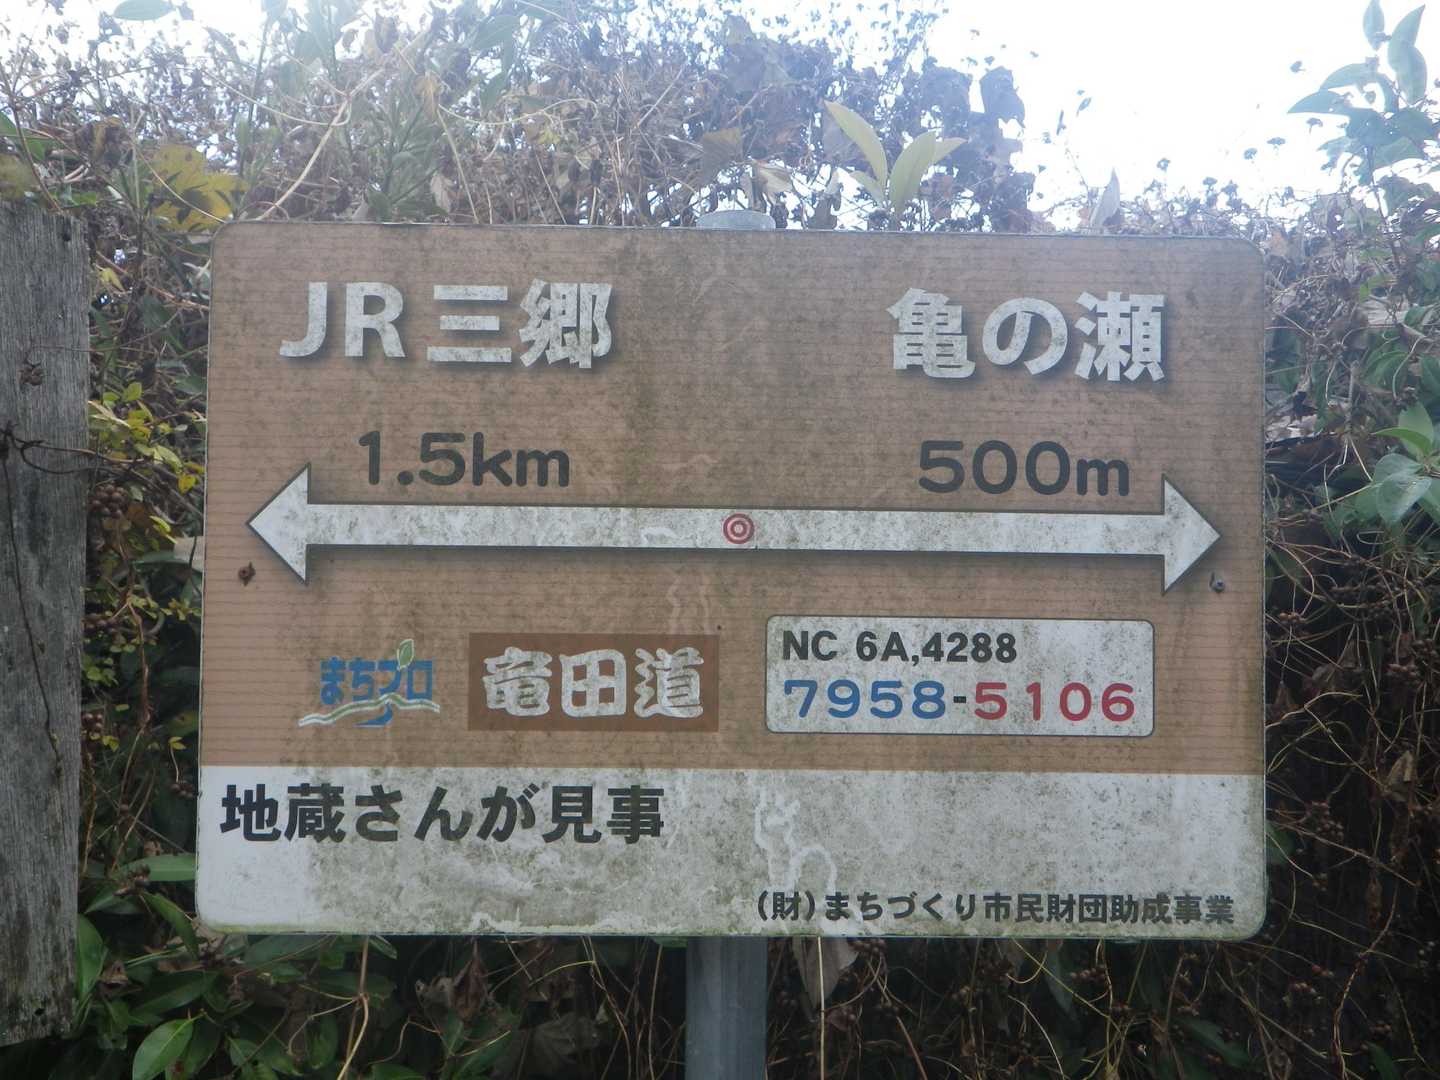 JR三郷 亀の瀬
1.5km 500m
まちプロ 竜田道 NC 6A,4288
7958-5106
地蔵さんが見事
（財）まちづくり市民財団助成事業